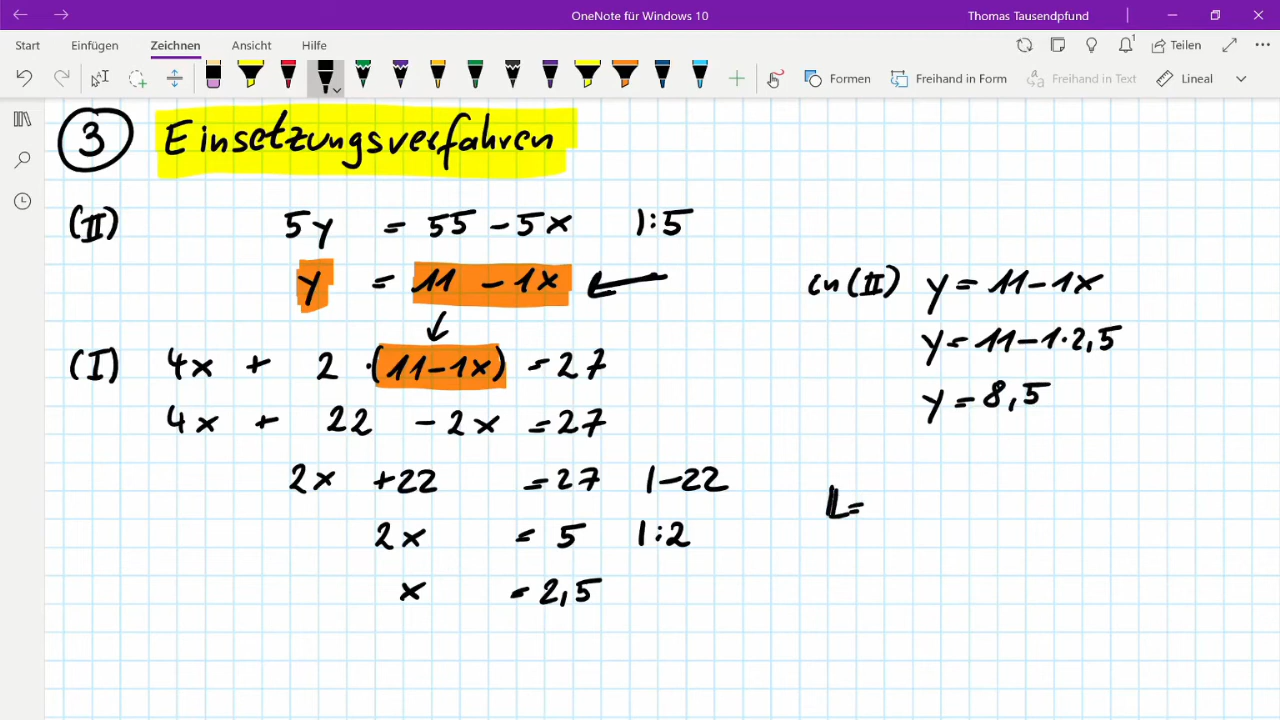 OneNote für Windows 10
Thomas Tausendpfund
Start Einfügen Zeichnen Ansicht Hilfe
Teilen
Formen Freihand in Form Freihand in Text Lineal
3 Einsetzungsverfahren
(II) 5y = 55 - 5x |:5
y = 11 - 1x
(I) 4x + 2 ·(11-1x) = 27
4x + 22 - 2x = 27
2x + 22 = 27 |-22
2x = 5 |:2
x = 2,5
in (II) y = 11 - 1x
y = 11 - 1·2,5
y = 8,5
𝕃 =